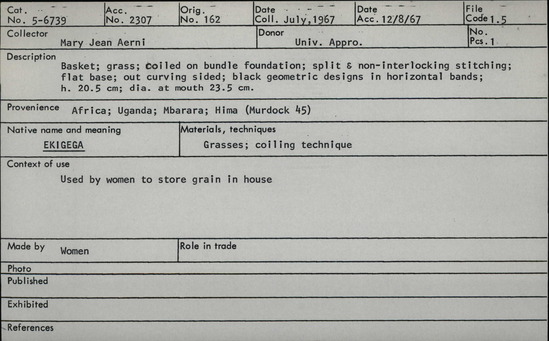 Cat. No. 5-6739 Acc. No. 2307 Orig. No. 162 Date Coll. July,1967 Date Acc. 12/8/67 File Code 1.5
Collector Mary Jean Aerni Donor Univ. Appro. No. Pcs. 1
Description
Basket; grass; coiled on bundle foundation; split & non-interlocking stitching;
flat base; out curving sided; black geometric designs in horizontal bands;
h. 20.5 cm; dia. at mouth 23.5 cm.
Provenience Africa; Uganda; Mbarara; Hima (Murdock 45)
Native name and meaning Materials, techniques
EKIGEGA Grasses; coiling technique
Context of use
Used by women to store grain in house
Made by Women Role in trade
Photo
Published
Exhibited
References